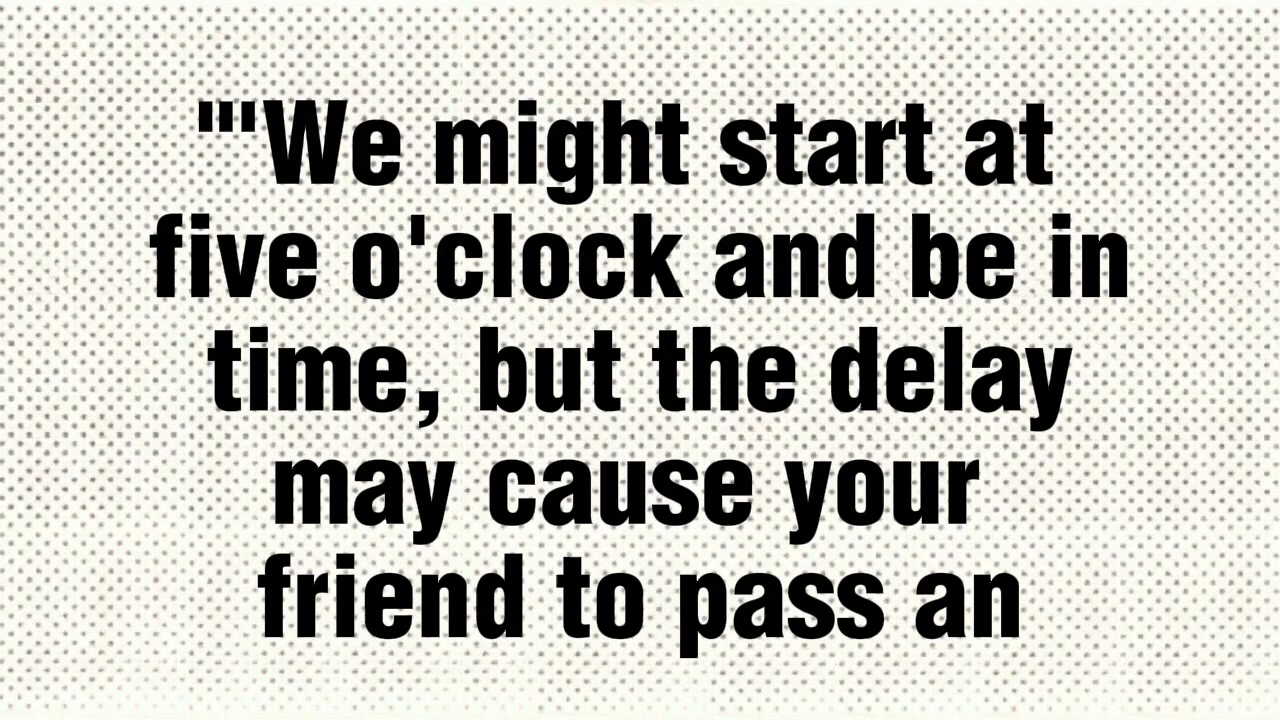 "'We might start at
five o'clock and be in
time, but the delay
may cause your
friend to pass an